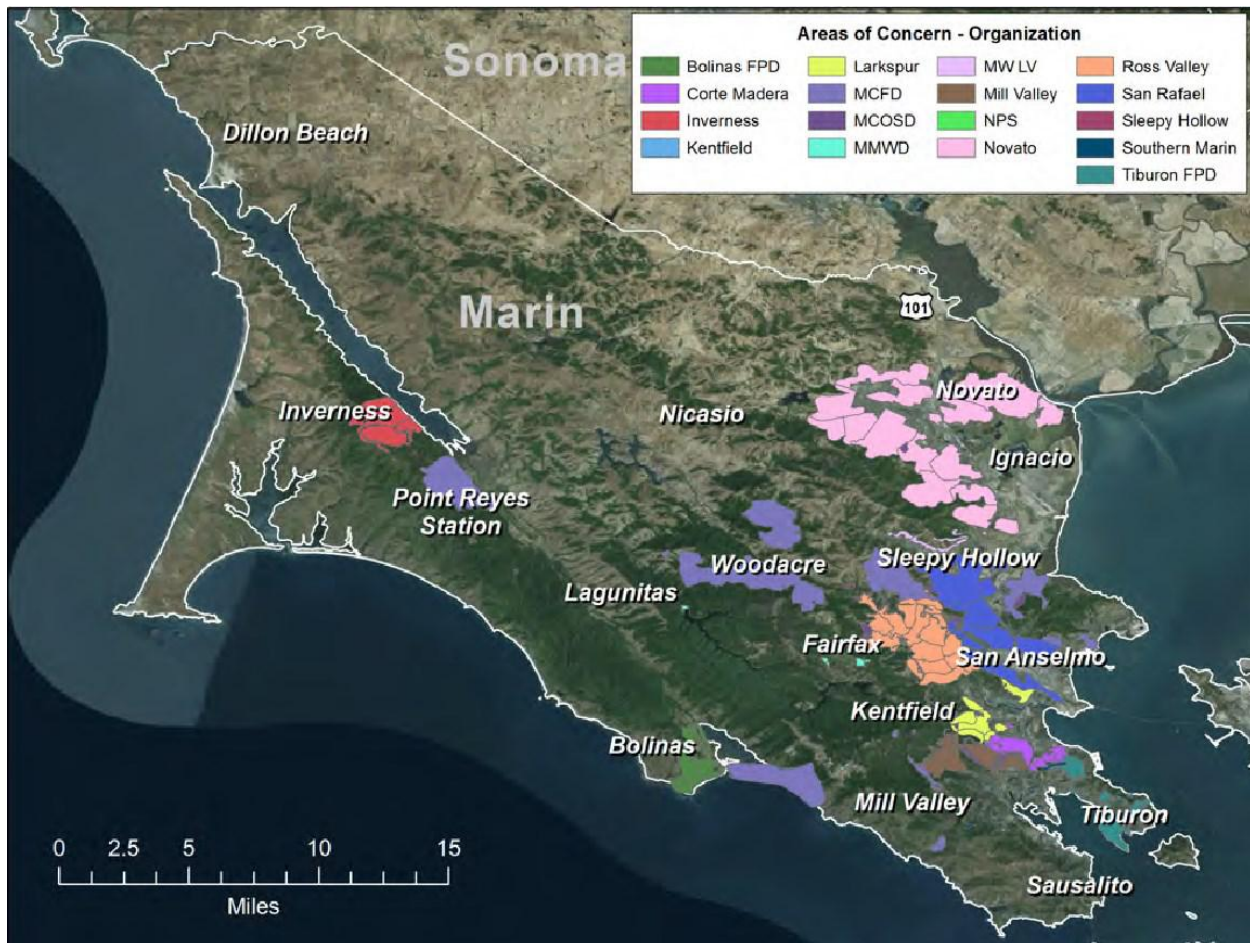 Areas of Concern - Organization
Bolinas FPD
Corte Madera
Inverness
Kentfield
Larkspur
MCFD
MCOSD
MMWD
MW LV
Mill Valley
NPS
Novato
Ross Valley
San Rafael
Sleepy Hollow
Southern Marin
Tiburon FPD
Sonoma
Dillon Beach
Marin
101
Novato
Inverness
Nicasio
Ignacio
Point Reyes
Station
Woodacre
Sleepy Hollow
Lagunitas
Fairfax
San Anselmo
Kentfield
Bolinas
Mill Valley
Tiburon
Sausalito
0 2.5 5 10 15
Miles